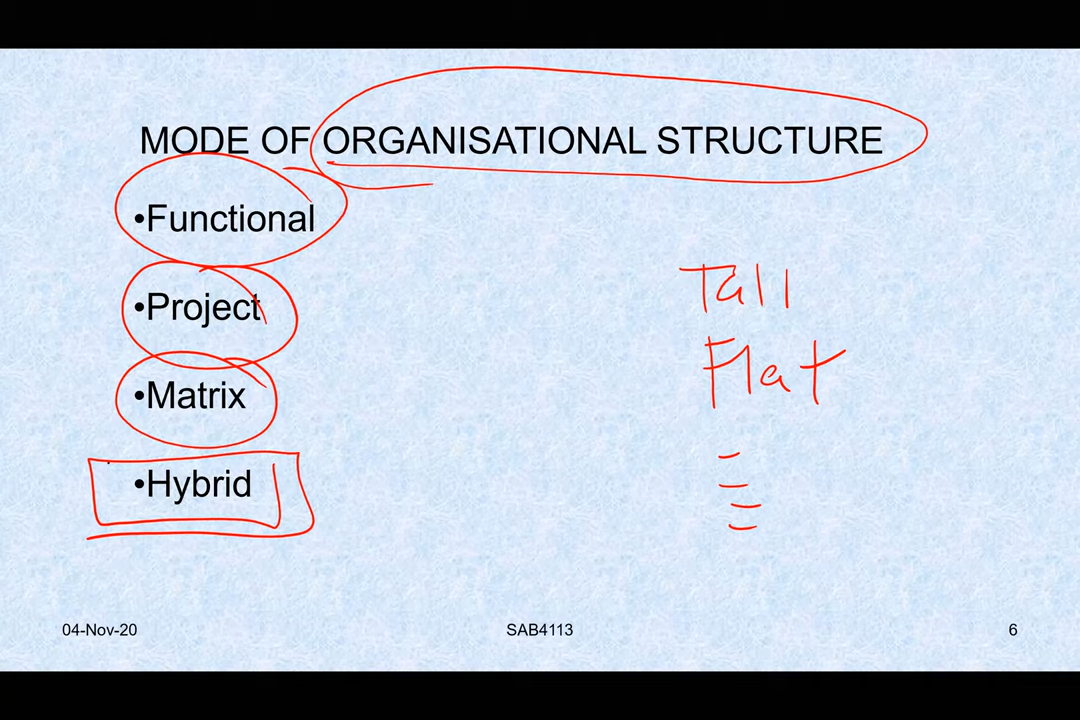 MODE OF ORGANISATIONAL STRUCTURE
•Functional
•Project
•Matrix
•Hybrid
Tall
Flat
04-Nov-20
SAB4113
6